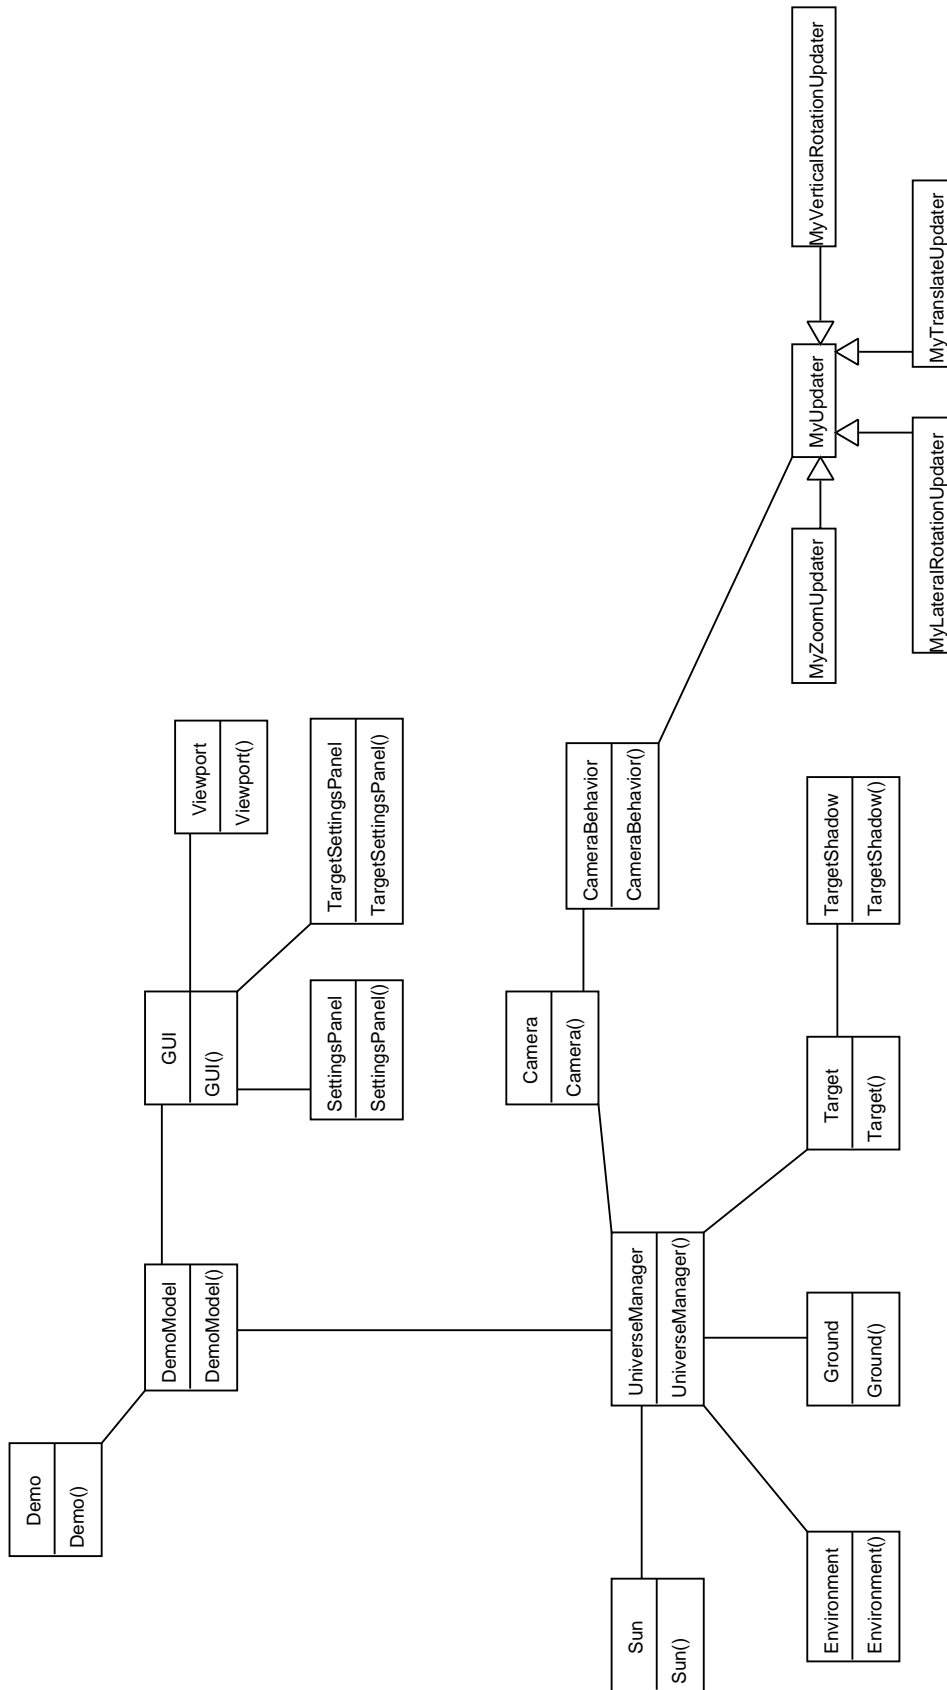 Demo
Demo()
DemoModel
DemoModel()
GUI
GUI()
Viewport
Viewport()
SettingsPanel
SettingsPanel()
TargetSettingsPanel
TargetSettingsPanel()
Sun
Sun()
UniverseManager
UniverseManager()
Camera
Camera()
CameraBehavior
CameraBehavior()
Environment
Environment()
Ground
Ground()
Target
Target()
TargetShadow
TargetShadow()
MyZoomUpdater
MyUpdater
MyVerticalRotationUpdater
MyLateralRotationUpdater
MyTranslateUpdater